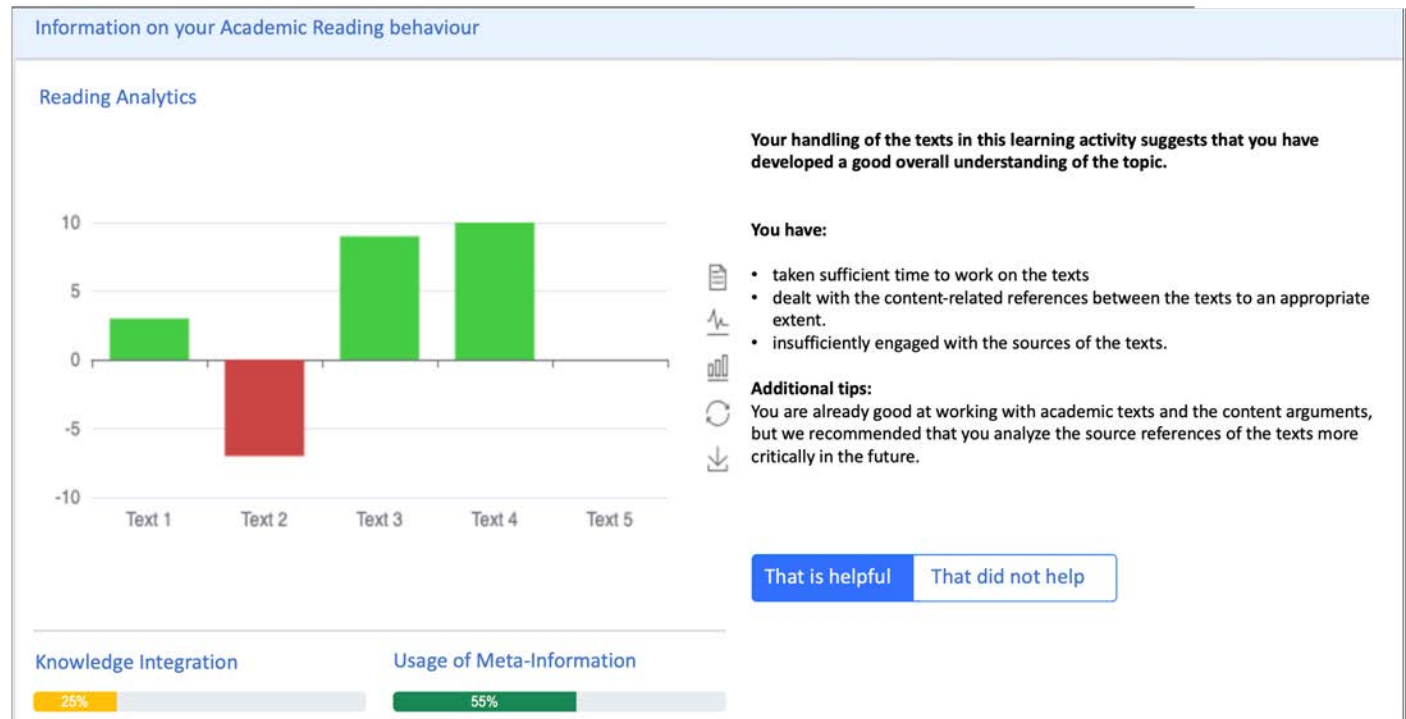 Information on your Academic Reading behaviour
Reading Analytics
10
5
0
-5
-10
Text 1
Text 2
Text 3
Text 4
Text 5
Your handling of the texts in this learning activity suggests that you have
developed a good overall understanding of the topic.
You have:
• taken sufficient time to work on the texts
• dealt with the content-related references between the texts to an appropriate
extent.
• insufficiently engaged with the sources of the texts.
Additional tips:
You are already good at working with academic texts and the content arguments,
but we recommended that you analyze the source references of the texts more
critically in the future.
That is helpful
That did not help
Knowledge Integration
25%
Usage of Meta-Information
55%